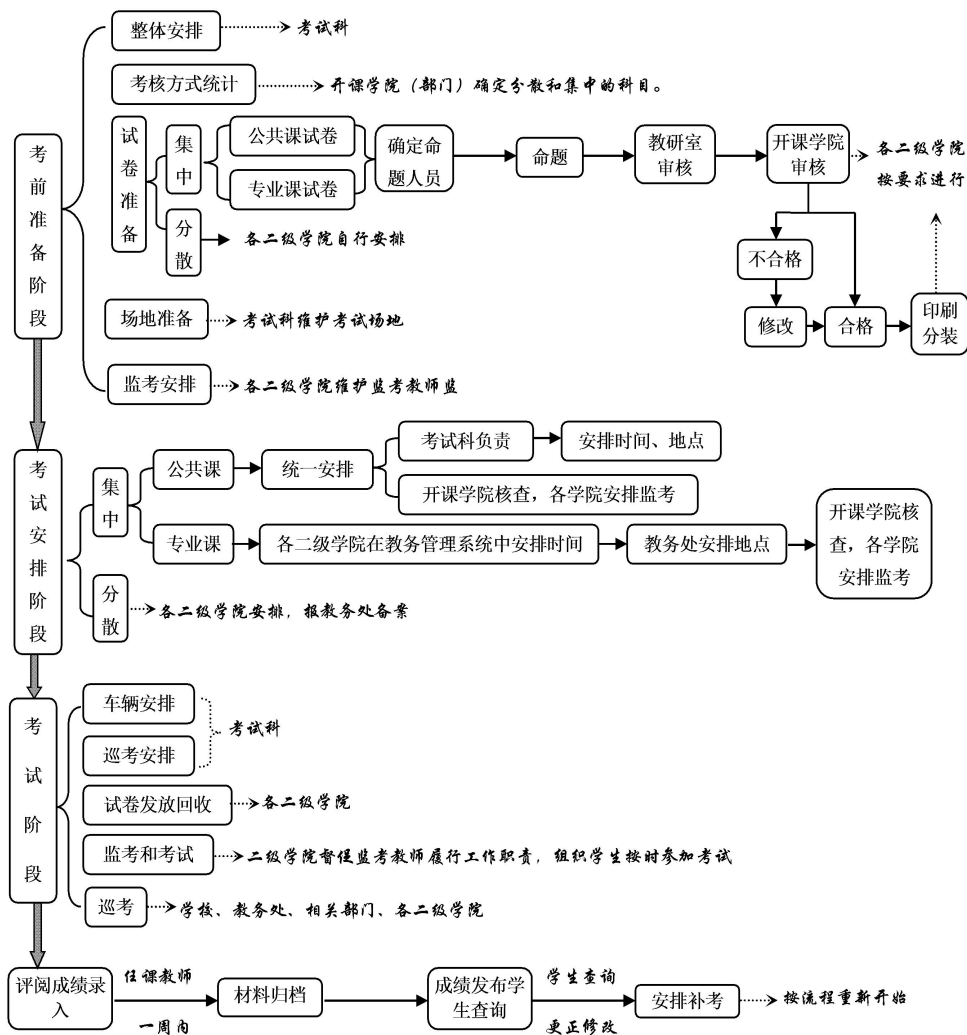 整体安排
考试科
考核方式统计
开课学院（部门）确定分散和集中的科目。
考前准备阶段
试卷准备
集中
公共课试卷
专业课试卷
确定命
题人员
命题
教研室
审核
开课学院
审核
各二级学院
按要求进行
分散
各二级学院自行安排
不合格
修改
合格
印刷
分装
场地准备
考试科维护考试场地
监考安排
各二级学院维护监考教师监
考试安排阶段
集中
公共课
统一安排
考试科负责
安排时间、地点
开课学院核查，各学院安排监考
专业课
各二级学院在教务管理系统中安排时间
教务处安排地点
开课学院核
查，各学院
安排监考
分散
各二级学院安排，报教务处备案
考试阶段
车辆安排
巡考安排
考试科
试卷发放回收
各二级学院
监考和考试
二级学院督促监考教师履行工作职责，组织学生按时参加考试
巡考
学校、教务处、相关部门、各二级学院
评阅成绩录
入
任课教师
一周内
材料归档
成绩发布学
生查询
学生查询
更正修改
安排补考
按流程重新开始